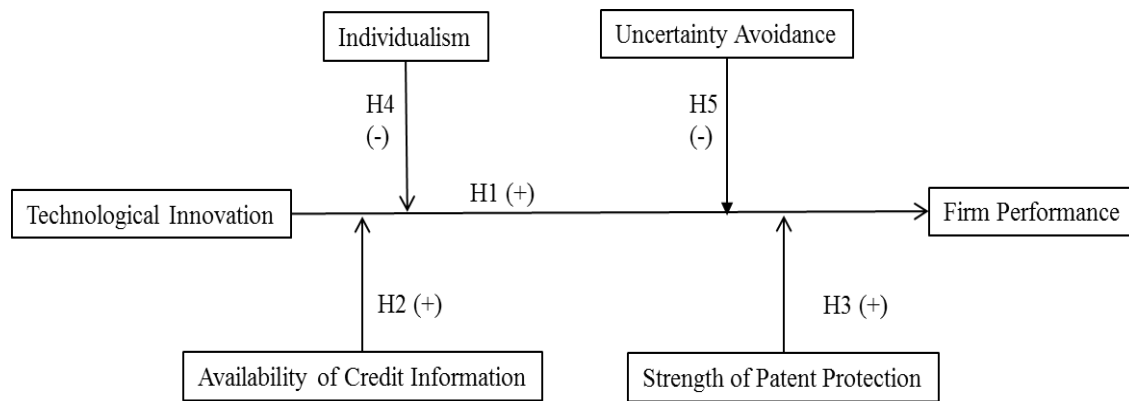 Individualism
Uncertainty Avoidance
H4
(-)
H5
(-)
H1 (+)
Technological Innovation
Firm Performance
H2 (+)
H3 (+)
Availability of Credit Information
Strength of Patent Protection